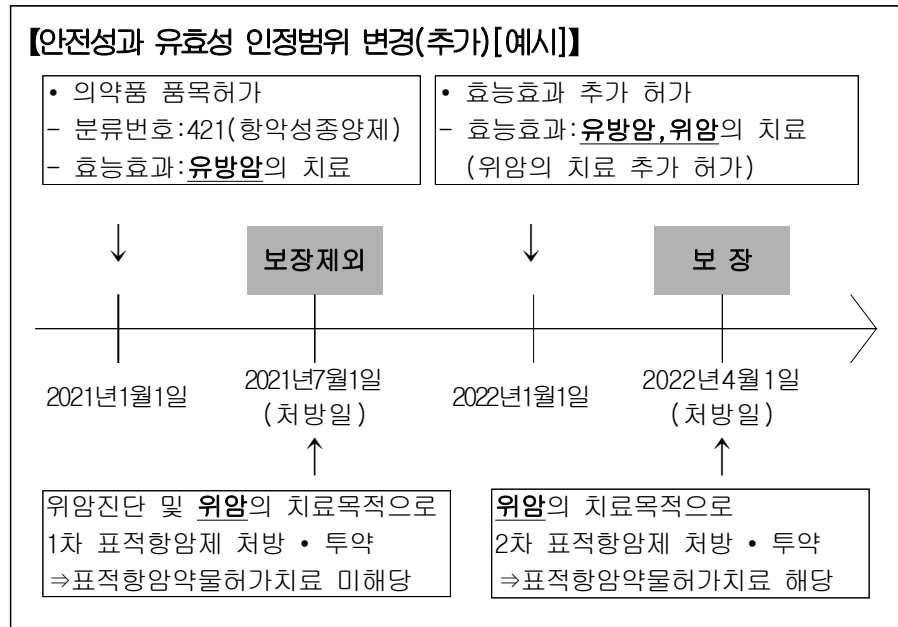 【안전성과 유효성 인정범위 변경(추가)[예시]】
• 의약품 품목허가
- 분류번호:421(항악성종양제)
- 효능효과:유방암의 치료
• 효능효과 추가 허가
- 효능효과:유방암,위암의 치료
(위암의 치료 추가 허가)
↓
보장제외
↓
보 장
2021년1월1일
2021년7월1일
(처방일)
2022년1월1일
2022년4월1일
(처방일)
↑
↑
위암진단 및 위암의 치료목적으로
1차 표적항암제 처방 • 투약
⇒표적항암약물허가치료 미해당
위암의 치료목적으로
2차 표적항암제 처방 • 투약
⇒표적항암약물허가치료 해당